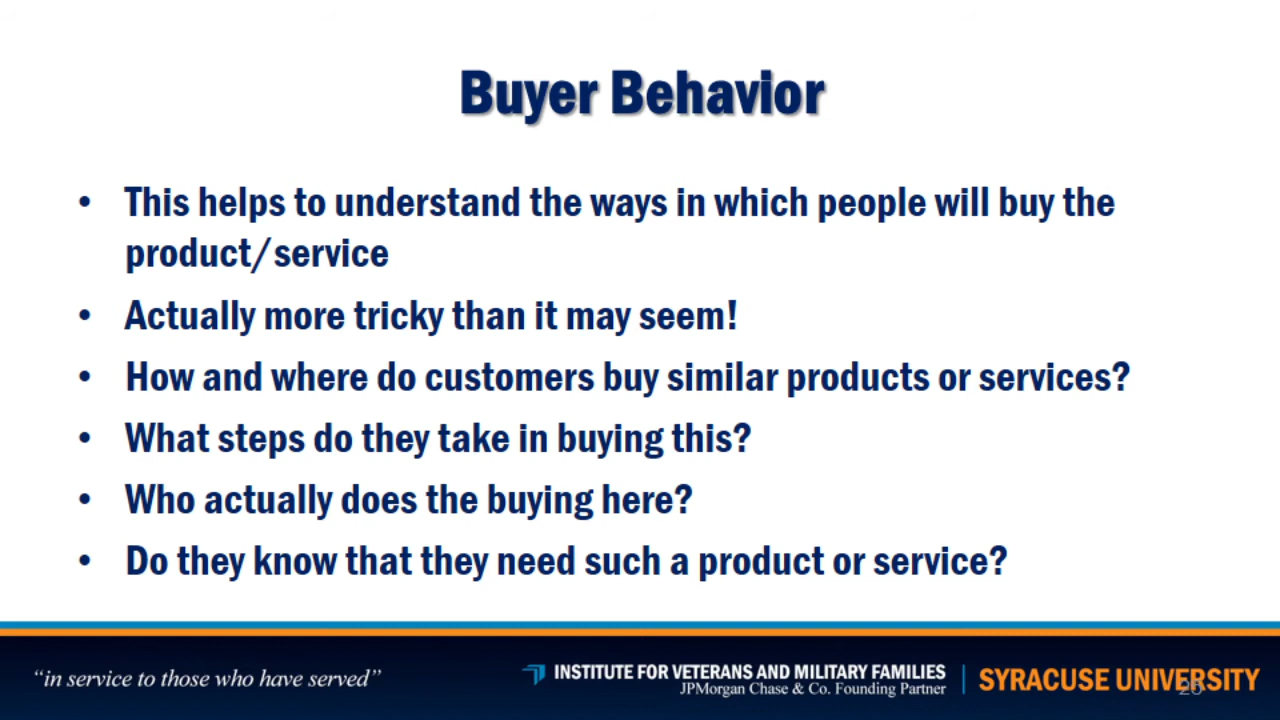 Buyer Behavior
• This helps to understand the ways in which people will buy the
product/service
• Actually more tricky than it may seem!
• How and where do customers buy similar products or services?
• What steps do they take in buying this?
• Who actually does the buying here?
• Do they know that they need such a product or service?
“in service to those who have served”
INSTITUTE FOR VETERANS AND MILITARY FAMILIES
JPMorgan Chase & Co. Founding Partner
SYRACUSE UNIVERSITY